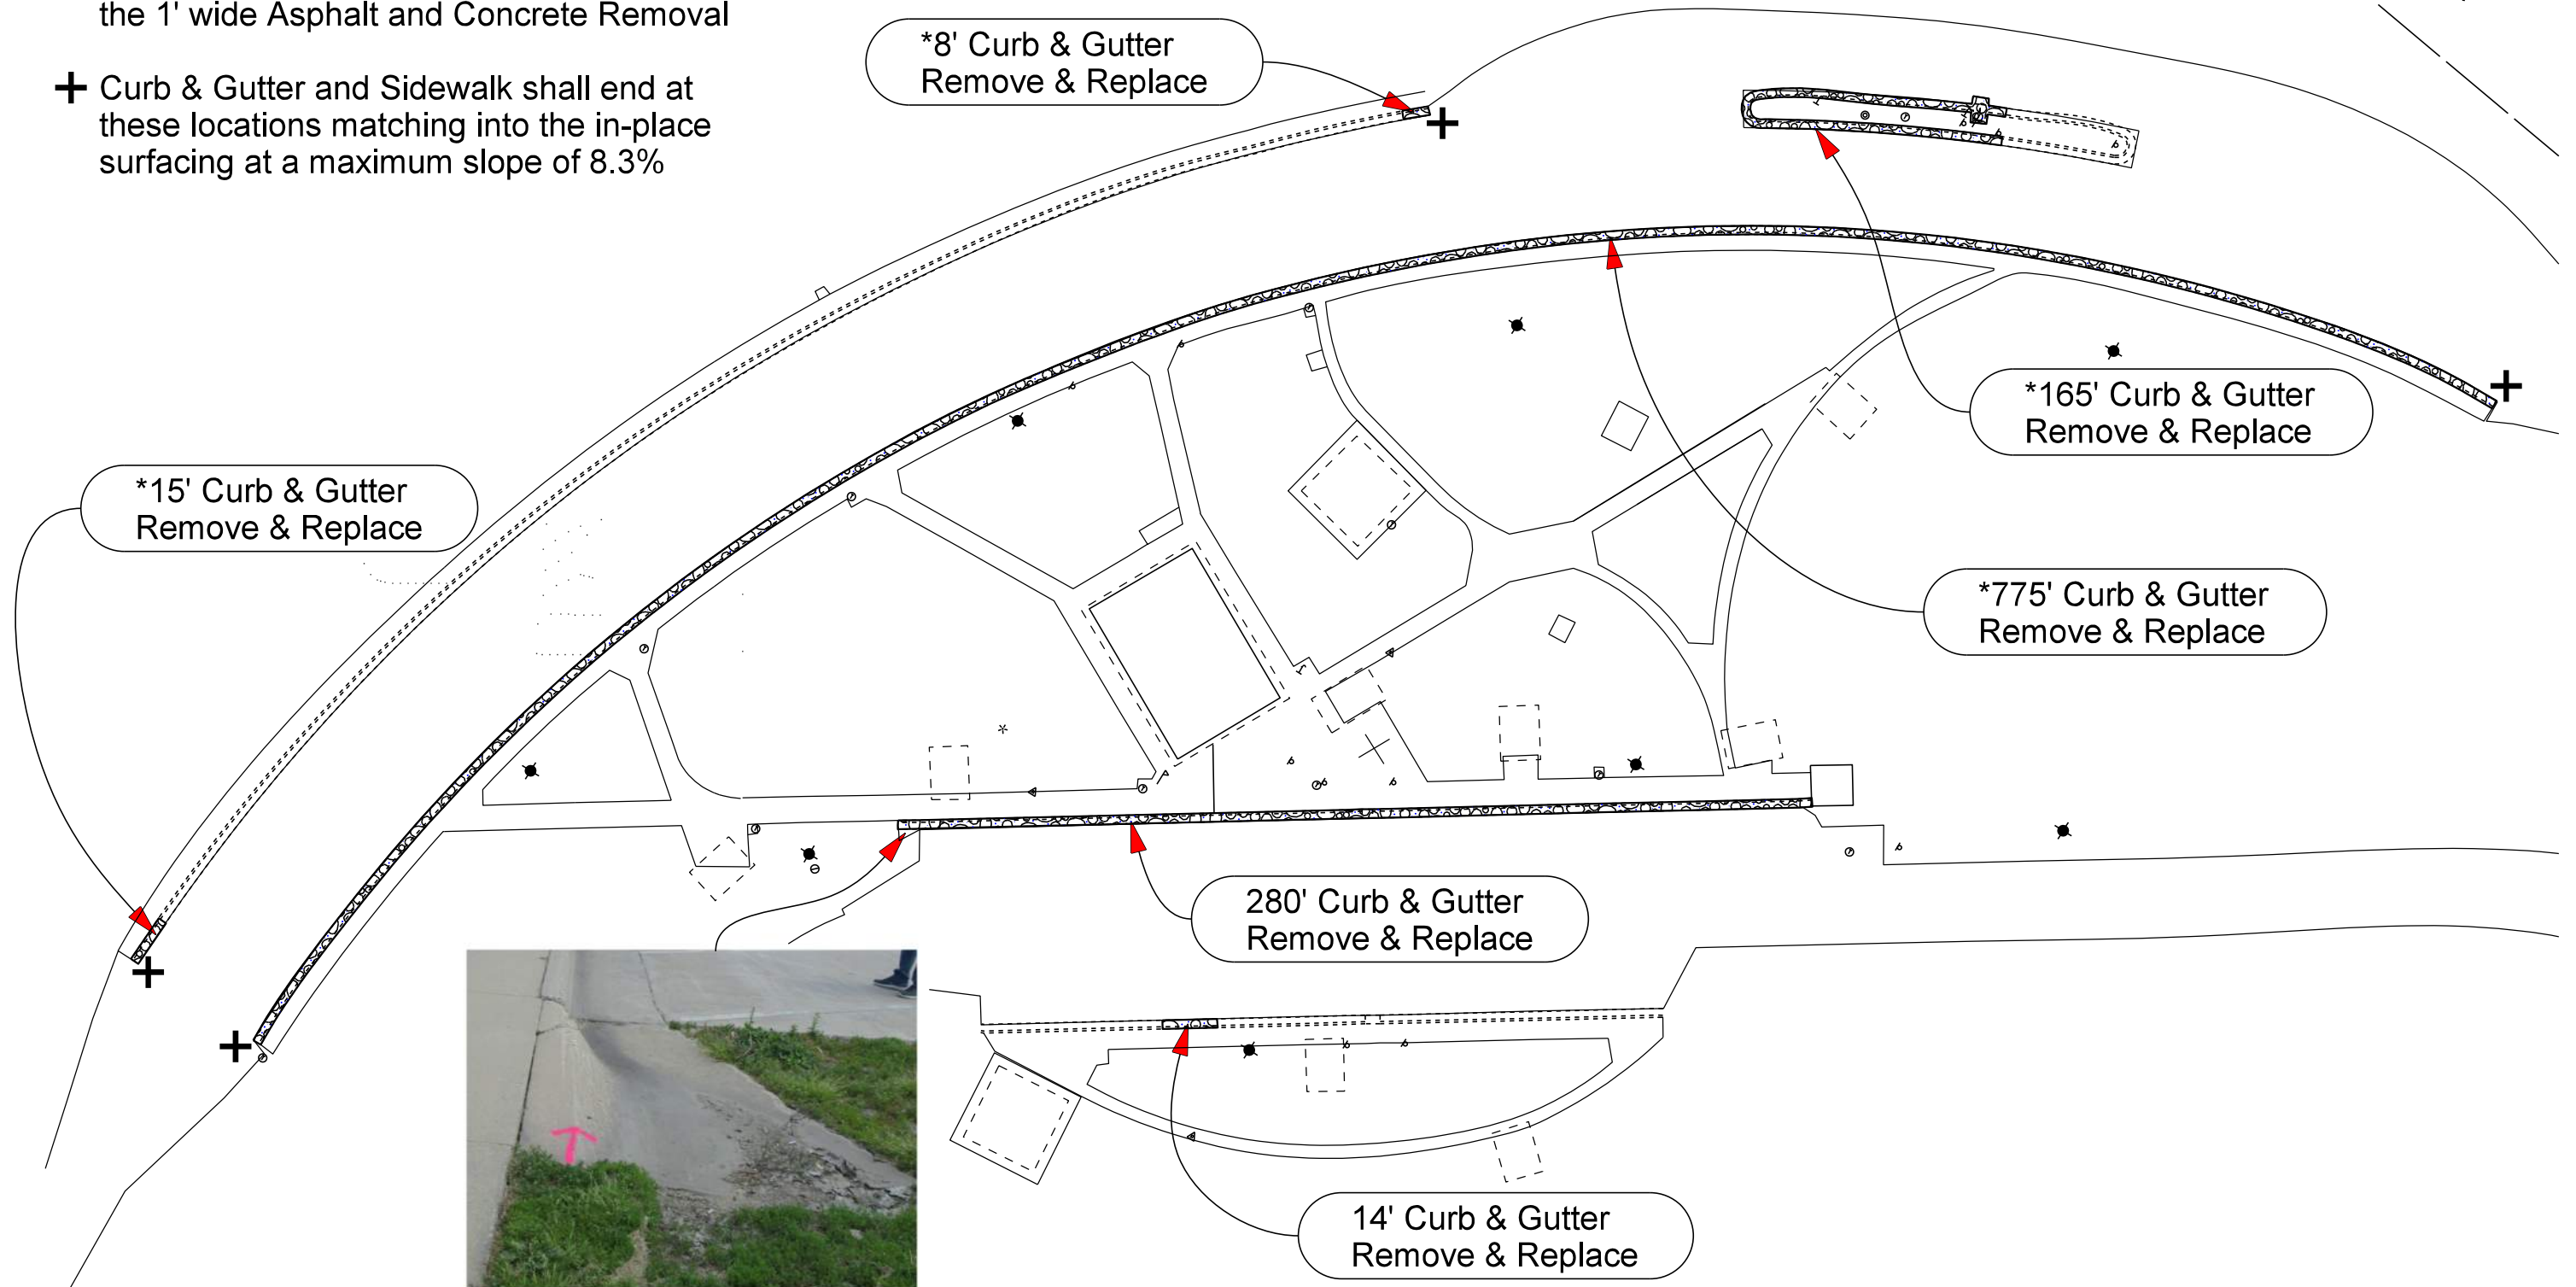 the 1' wide Asphalt and Concrete Removal
+ Curb & Gutter and Sidewalk shall end at
these locations matching into the in-place
surfacing at a maximum slope of 8.3%
*8' Curb & Gutter
Remove & Replace
*165' Curb & Gutter
Remove & Replace
*15' Curb & Gutter
Remove & Replace
*775' Curb & Gutter
Remove & Replace
280' Curb & Gutter
Remove & Replace
14' Curb & Gutter
Remove & Replace